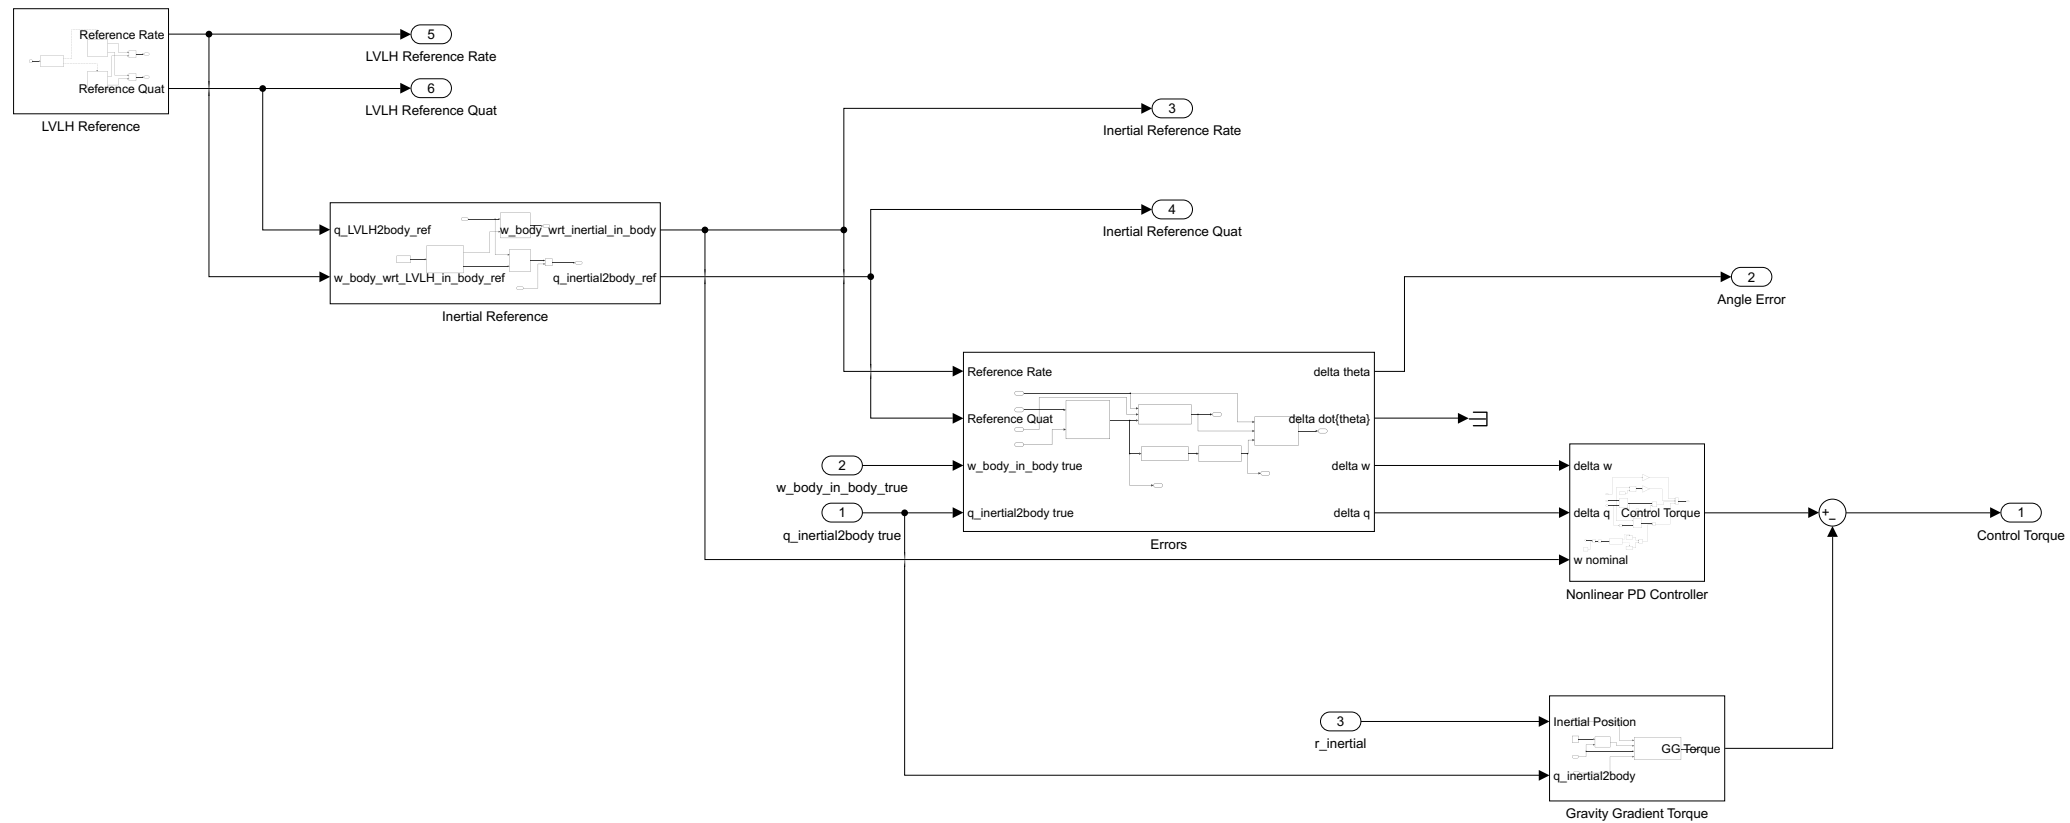 Reference Rate
5
LVLH Reference Rate
Reference Quat
6
LVLH Reference Quat
LVLH Reference
3
Inertial Reference Rate
4
Inertial Reference Quat
q_LVLH2body_ref
w_body_wrt_inertial_in_body
w_body_wrt_LVLH_in_body_ref
q_inertial2body_ref
Inertial Reference
2
Angle Error
Reference Rate
delta theta
Reference Quat
delta dot{theta}
2
w_body_in_body_true
w_body_in_body true
delta w
1
q_inertial2body true
q_inertial2body true
delta q
Errors
delta w
delta q
Control Torque
w nominal
Nonlinear PD Controller
+
−
1
Control Torque
3
r_inertial
Inertial Position
GG Torque
q_inertial2body
Gravity Gradient Torque